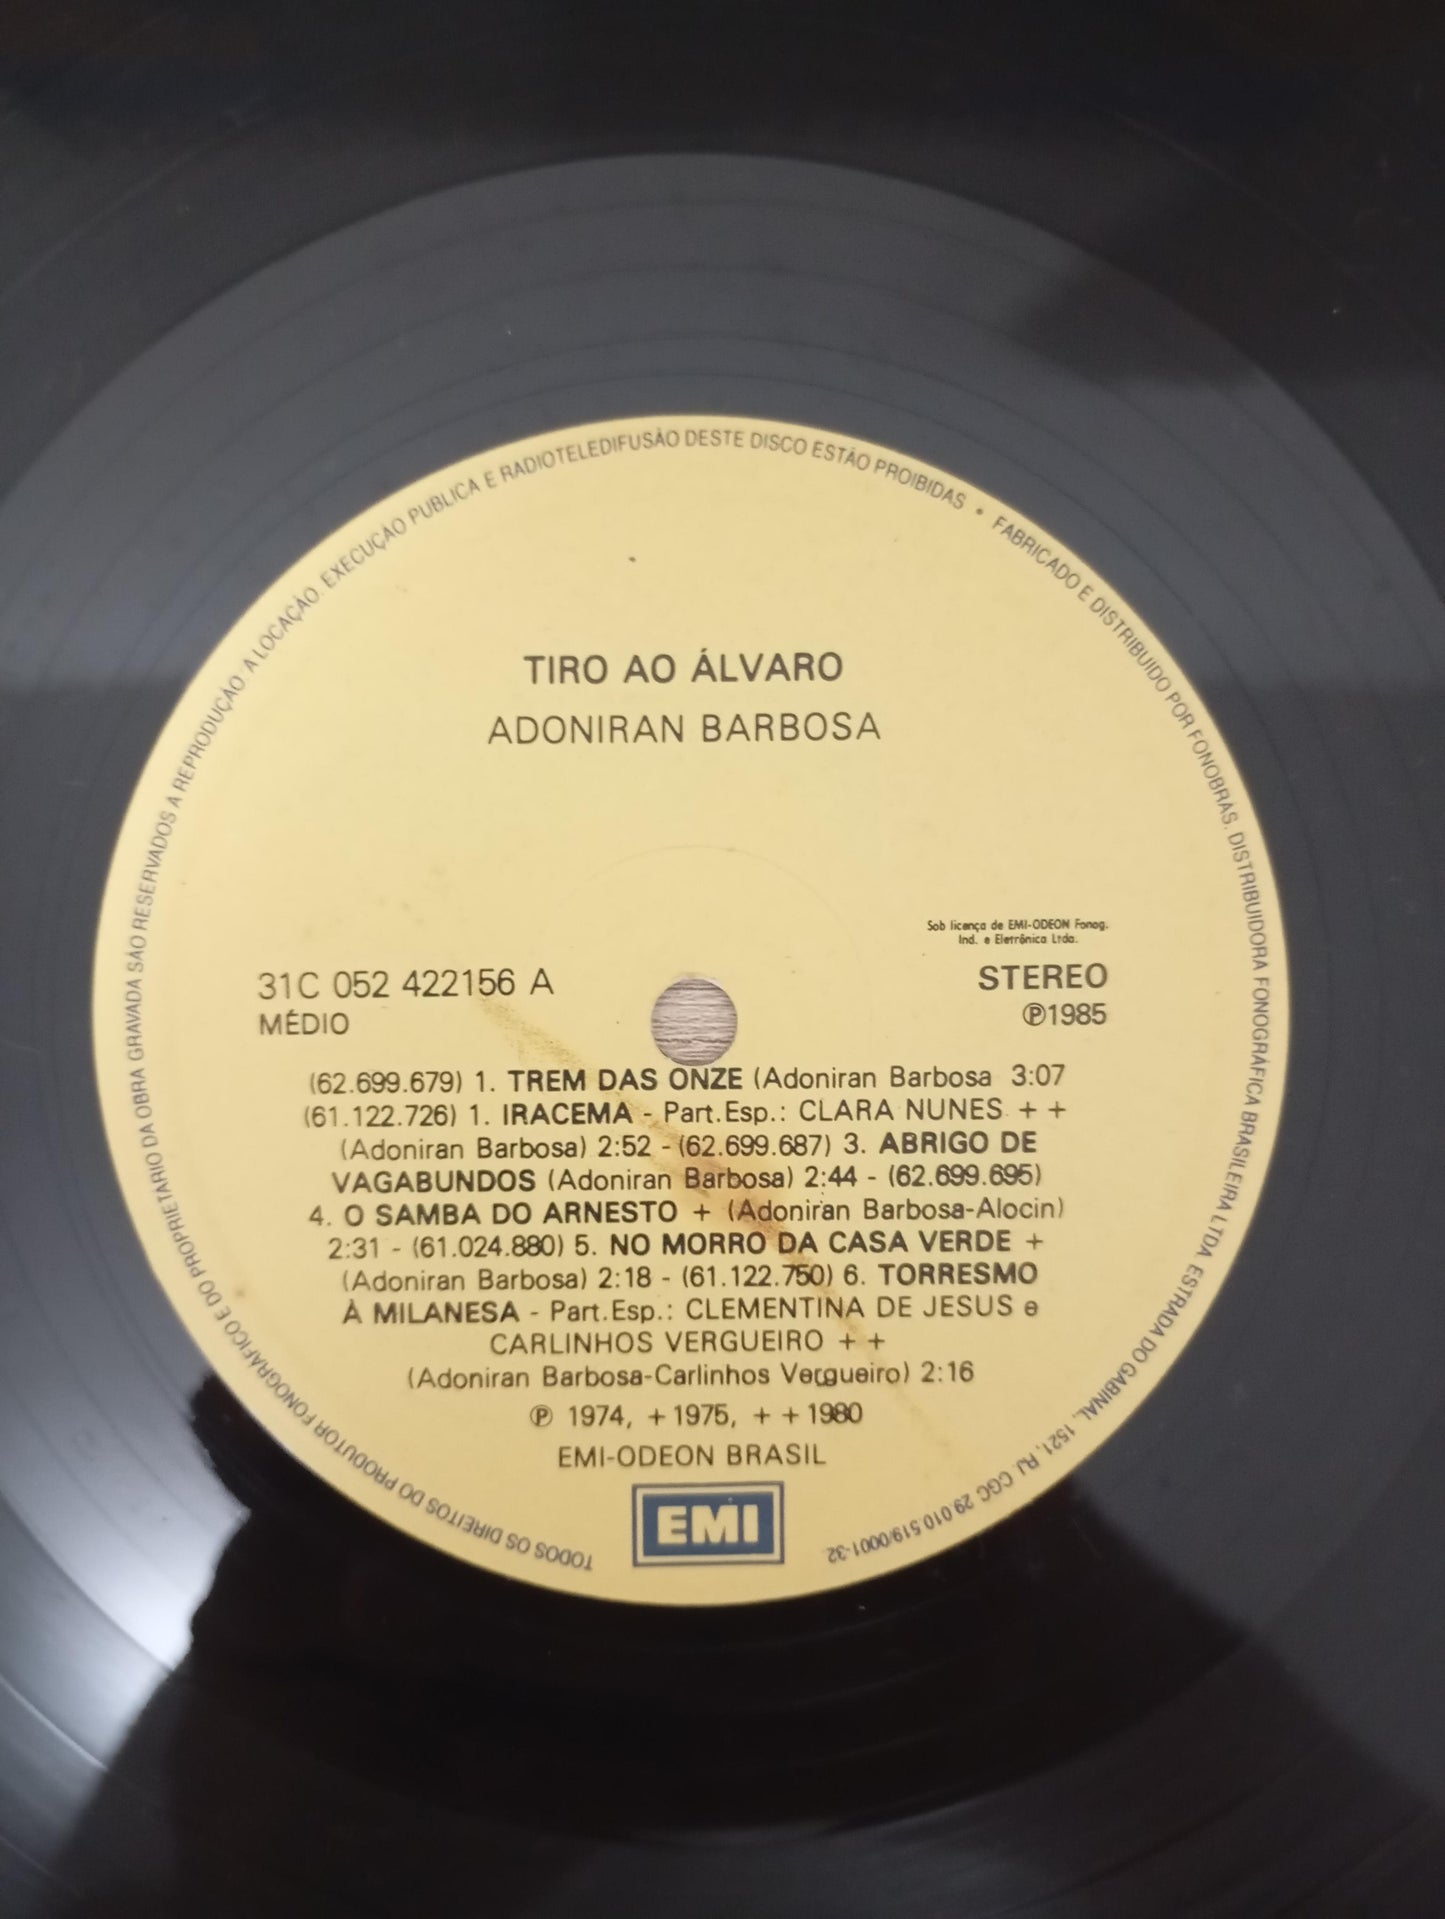 TODOS OS DIREITOS DO PRODUTOR FONOGRÁFICO E DO PROPRIETÁRIO DA OBRA GRAVADA SÃO RESERVADOS A REPRODUÇÃO. A LOCAÇÃO. EXECUÇÃO PUBLICA E RADIOTELEDIFUSÃO DESTE DISCO ESTÃO PROIBIDAS • FABRICADO E DISTRIBUIDO POR FONOBRÁS. DISTRIBUIDORA FONOGRÁFICA BRASILEIRA LTDA. ESTRADA DO GABINAL, 1521, RJ. CGC 29.010.519/0001-32
TIRO AO ÁLVARO
ADONIRAN BARBOSA
Sob licença de EMI-ODEON Fonog.
Ind. e Eletrônica Ltda.
31C 052 422156 A
STEREO
MÉDIO
℗1985
(62.699.679) 1. TREM DAS ONZE (Adoniran Barbosa 3:07
(61.122.726) 1. IRACEMA - Part.Esp.: CLARA NUNES + +
(Adoniran Barbosa) 2:52 - (62.699.687) 3. ABRIGO DE
VAGABUNDOS (Adoniran Barbosa) 2:44 - (62.699.695)
4. O SAMBA DO ARNESTO + (Adoniran Barbosa-Alocin)
2:31 - (61.024.880) 5. NO MORRO DA CASA VERDE +
(Adoniran Barbosa) 2:18 - (61.122.750) 6. TORRESMO
À MILANESA - Part.Esp.: CLEMENTINA DE JESUS e
CARLINHOS VERGUEIRO + +
(Adoniran Barbosa-Carlinhos Vergueiro) 2:16
℗ 1974, + 1975, + + 1980
EMI-ODEON BRASIL
EMI